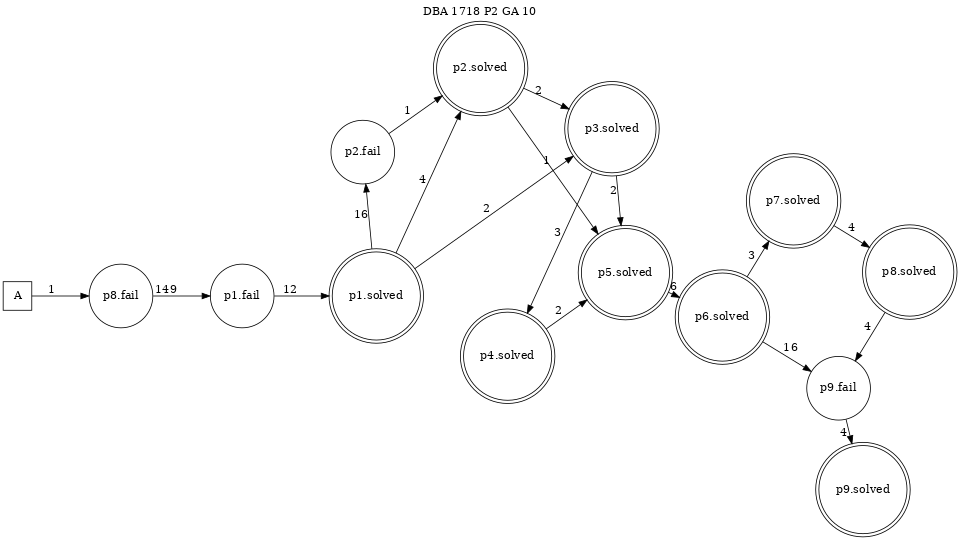 DBA 1718 P2 GA 10
p2.solved
2
1
p3.solved
p2.fail
1
4
16
2
2
3
p7.solved
3
4
p8.solved
A
1
p8.fail
149
p1.fail
12
p1.solved
p5.solved
6
p6.solved
2
p4.solved
16
4
p9.fail
4
p9.solved